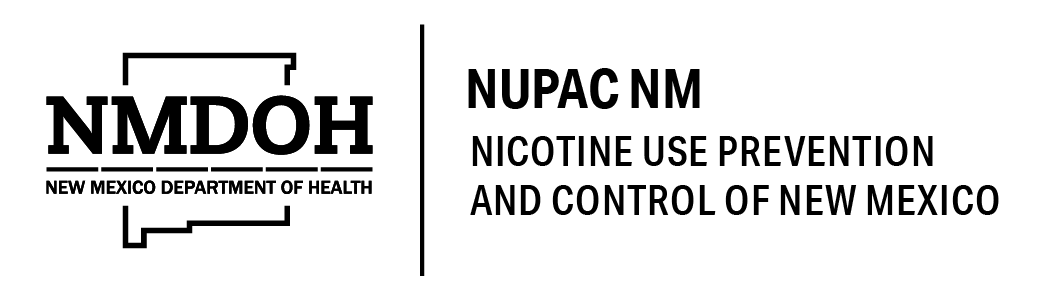 NMDOH
NEW MEXICO DEPARTMENT OF HEALTH
NUPAC NM
NICOTINE USE PREVENTION
AND CONTROL OF NEW MEXICO